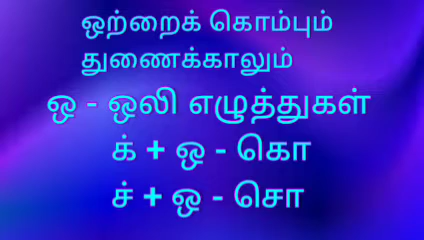 ஒற்றைக் கொம்பும்
துணைக்காலும்
ஒ - ஒலி எழுத்துகள்
க் + ஒ - கொ
ச் + ஒ - சொ